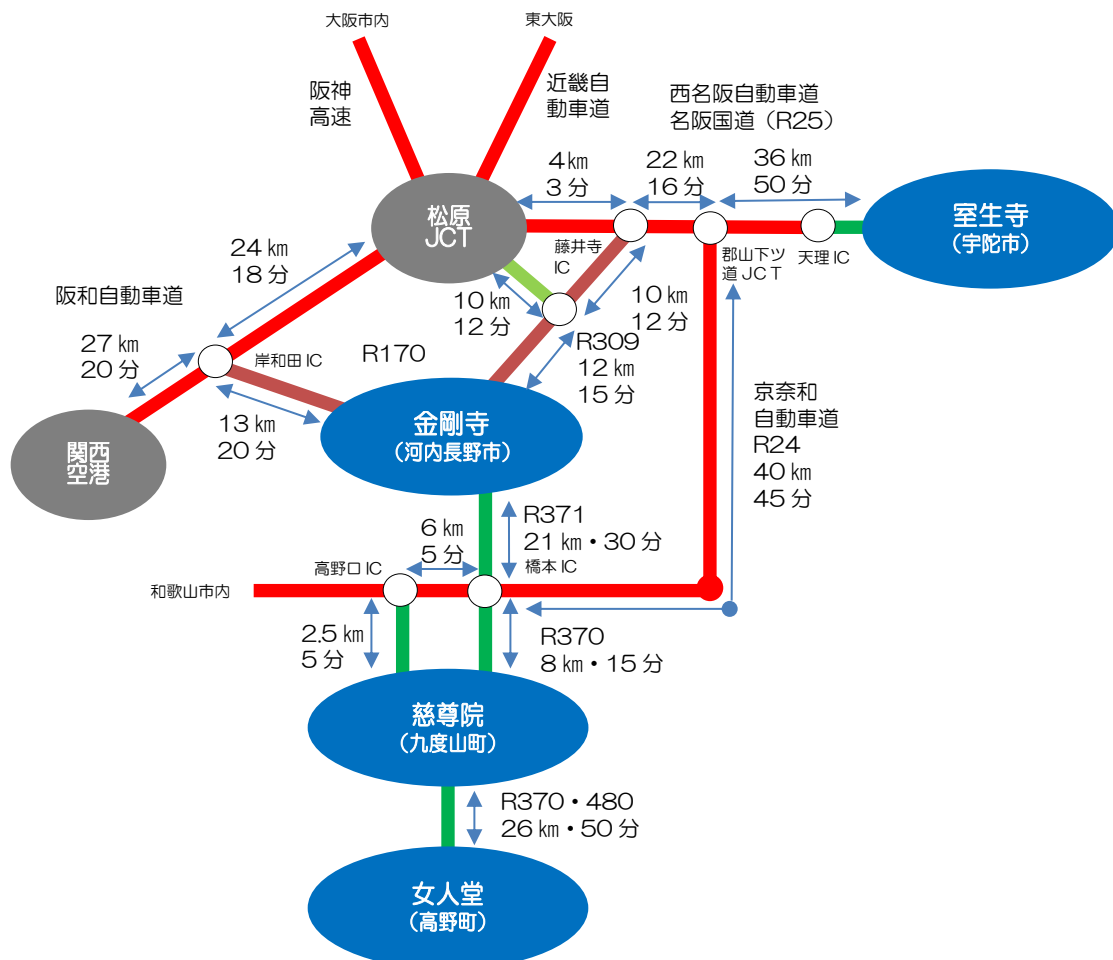 大阪市内
東大阪
阪神
高速
近畿自
動車道
西名阪自動車道
名阪国道（R25）
4㎞
3分
22㎞
16分
36㎞
50分
松原
JCT
室生寺
（宇陀市）
藤井寺
IC
郡山下ツ
道JCT
天理IC
24㎞
18分
阪和自動車道
10㎞
12分
10㎞
12分
27㎞
20分
岸和田IC
R170
R309
12㎞
15分
13㎞
20分
金剛寺
（河内長野市）
関西
空港
京奈和
自動車道
R24
40㎞
45分
6㎞
5分
R371
21㎞・30分
高野口IC
橋本IC
和歌山市内
2.5㎞
5分
R370
8㎞・15分
慈尊院
（九度山町）
R370・480
26㎞・50分
女人堂
（高野町）